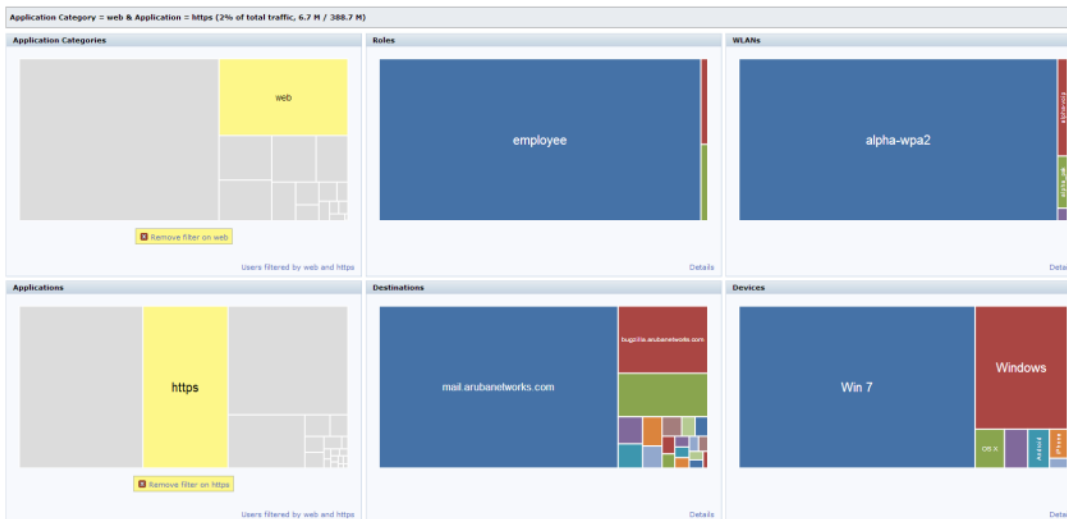 Application Category = web & Application = https (2% of total traffic, 6.7 M / 388.7 M)
Application Categories
Roles
WLANs
web
employee
alpha-wpa2
Remove filter on web
Users filtered by web and https
Details
Deta
Applications
Destinations
Devices
https
mail.arubanetworks.com
bugzilla.arubanetworks.com
Win 7
Windows
OS X
Android
iPhone
Remove filter on https
Users filtered by web and https
Details
Deta